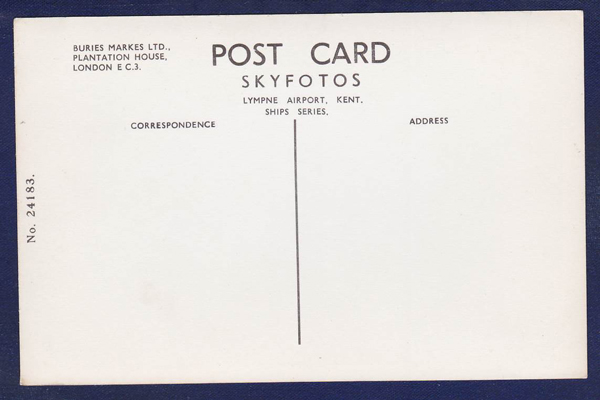 BURIES MARKES LTD.,
PLANTATION HOUSE,
LONDON E C.3.
POST CARD
SKYFOTOS
LYMPNE AIRPORT, KENT.
SHIPS SERIES,
CORRESPONDENCE
ADDRESS
No. 24183.